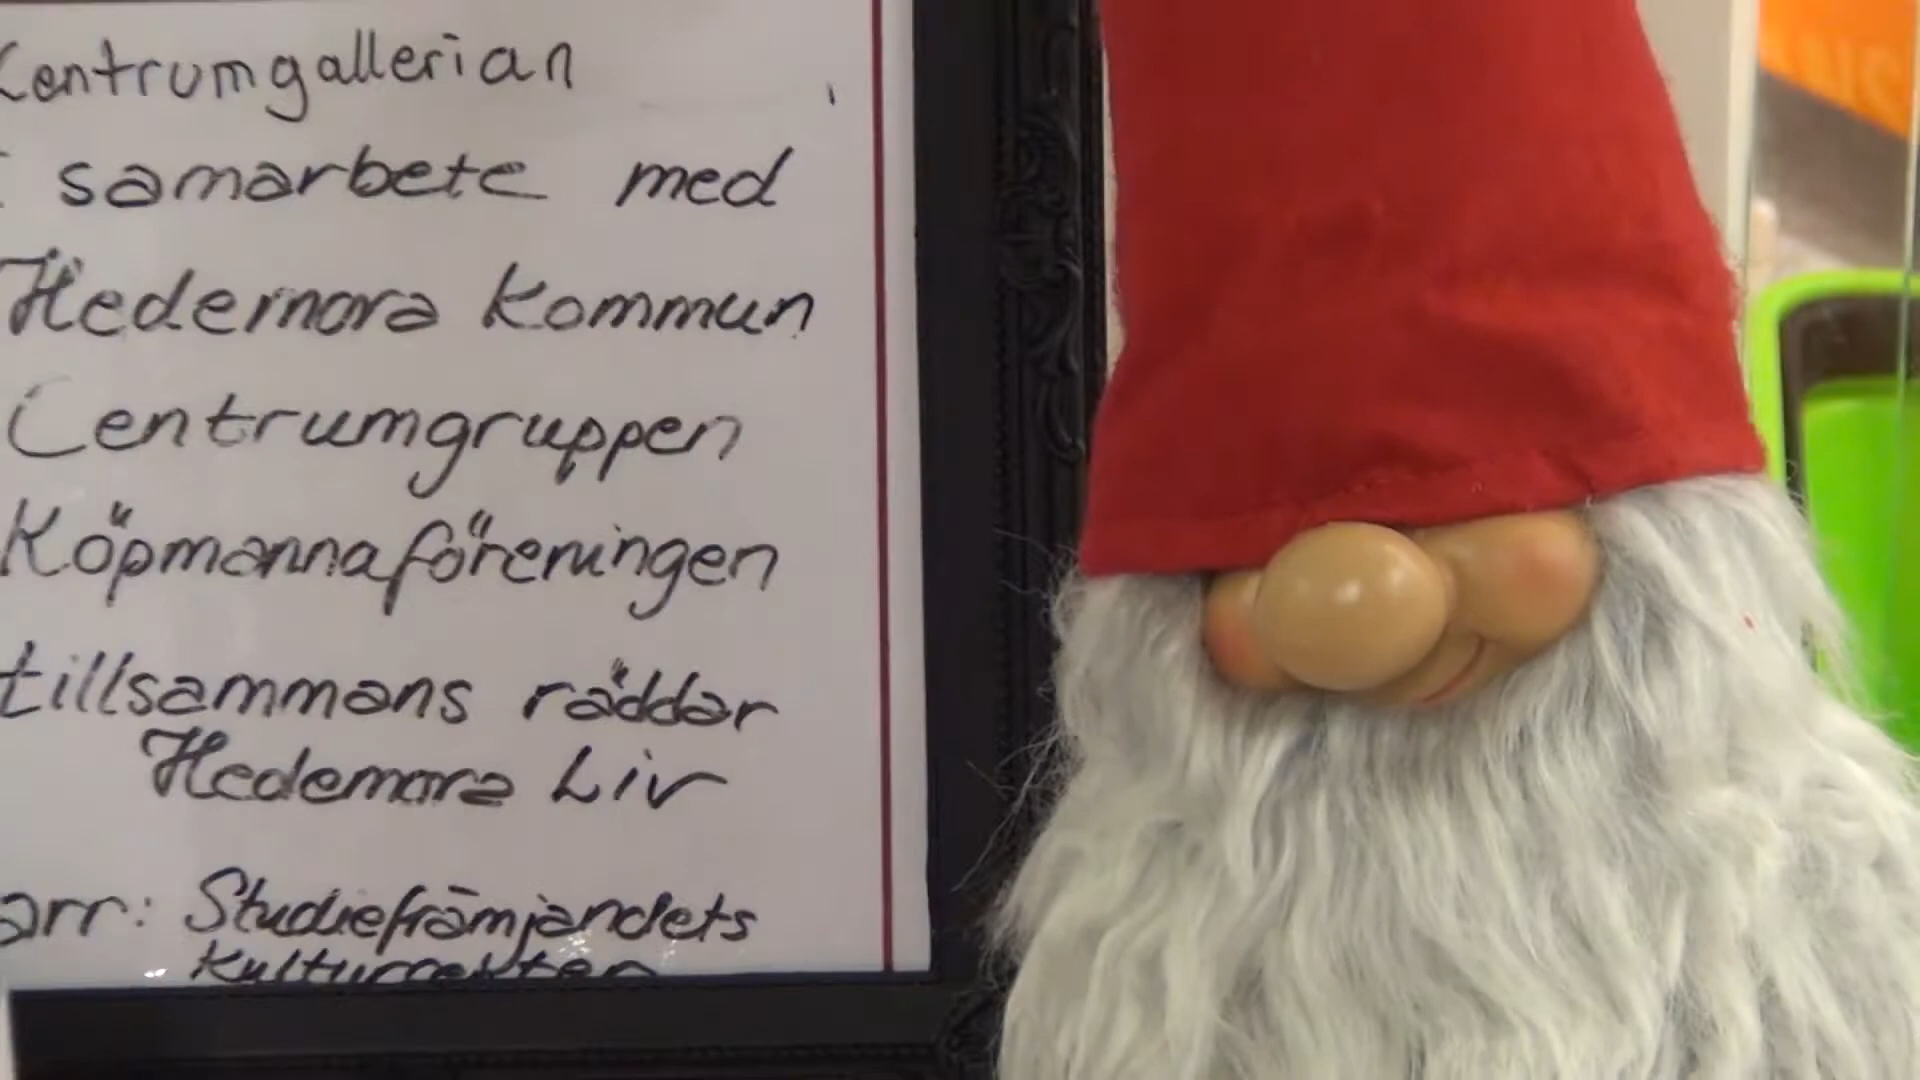 Centrumgallerian
I samarbete med
Hedemora Kommun
Centrumgruppen
Köpmannaföreningen
tillsammans räddar
Hedemora Liv
arr: Studiefrämjandets